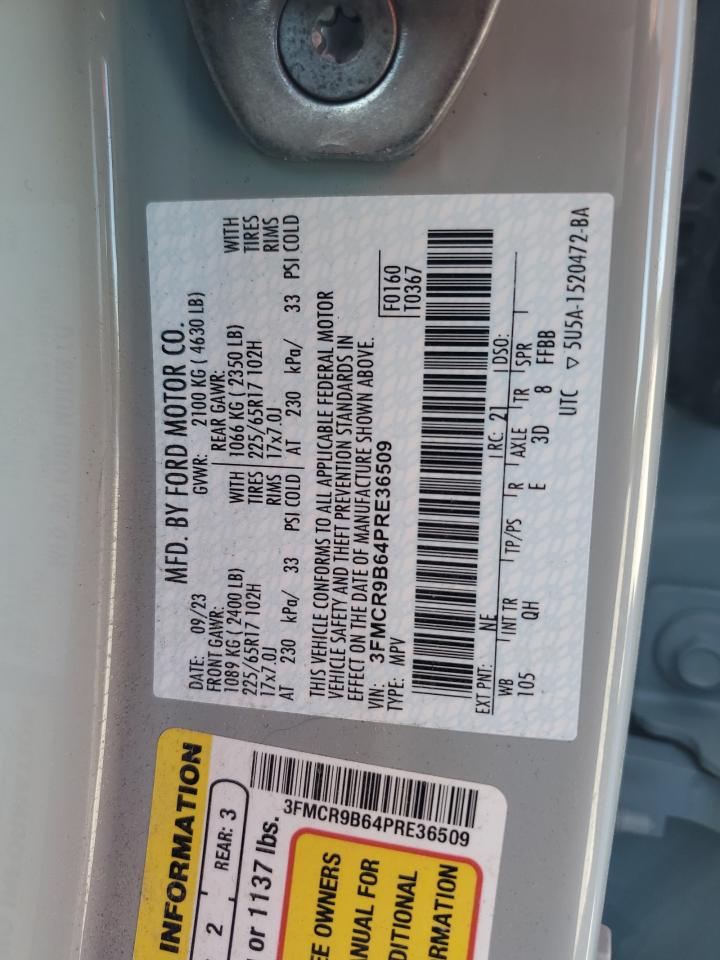 MFD. BY FORD MOTOR CO.
DATE: 09/23 GVWR: 2100 KG ( 4630 LB)
FRONT GAWR: REAR GAWR:
1089 KG ( 2400 LB) WITH 1066 KG ( 2350 LB) WITH
225/65R17 102H TIRES 225/65R17 102H TIRES
17x7.0J RIMS 17x7.0J RIMS
AT 230 kPa/ 33 PSI COLD AT 230 kPa/ 33 PSI COLD
THIS VEHICLE CONFORMS TO ALL APPLICABLE FEDERAL MOTOR
VEHICLE SAFETY AND THEFT PREVENTION STANDARDS IN
EFFECT ON THE DATE OF MANUFACTURE SHOWN ABOVE.
VIN: 3FMCR9B64PRE36509 F0160
TYPE: MPV T0367
EXT PNT: NE RC: 21 DSO:
WB INT TR TP/PS R AXLE TR SPR
105 QH E 3D 8 FFBB
UTC ▽ 5U5A-1520472-BA
INFORMATION
2 REAR: 3
or 1137 lbs.
3FMCR9B64PRE36509
OWNERS
FOR
RMATION